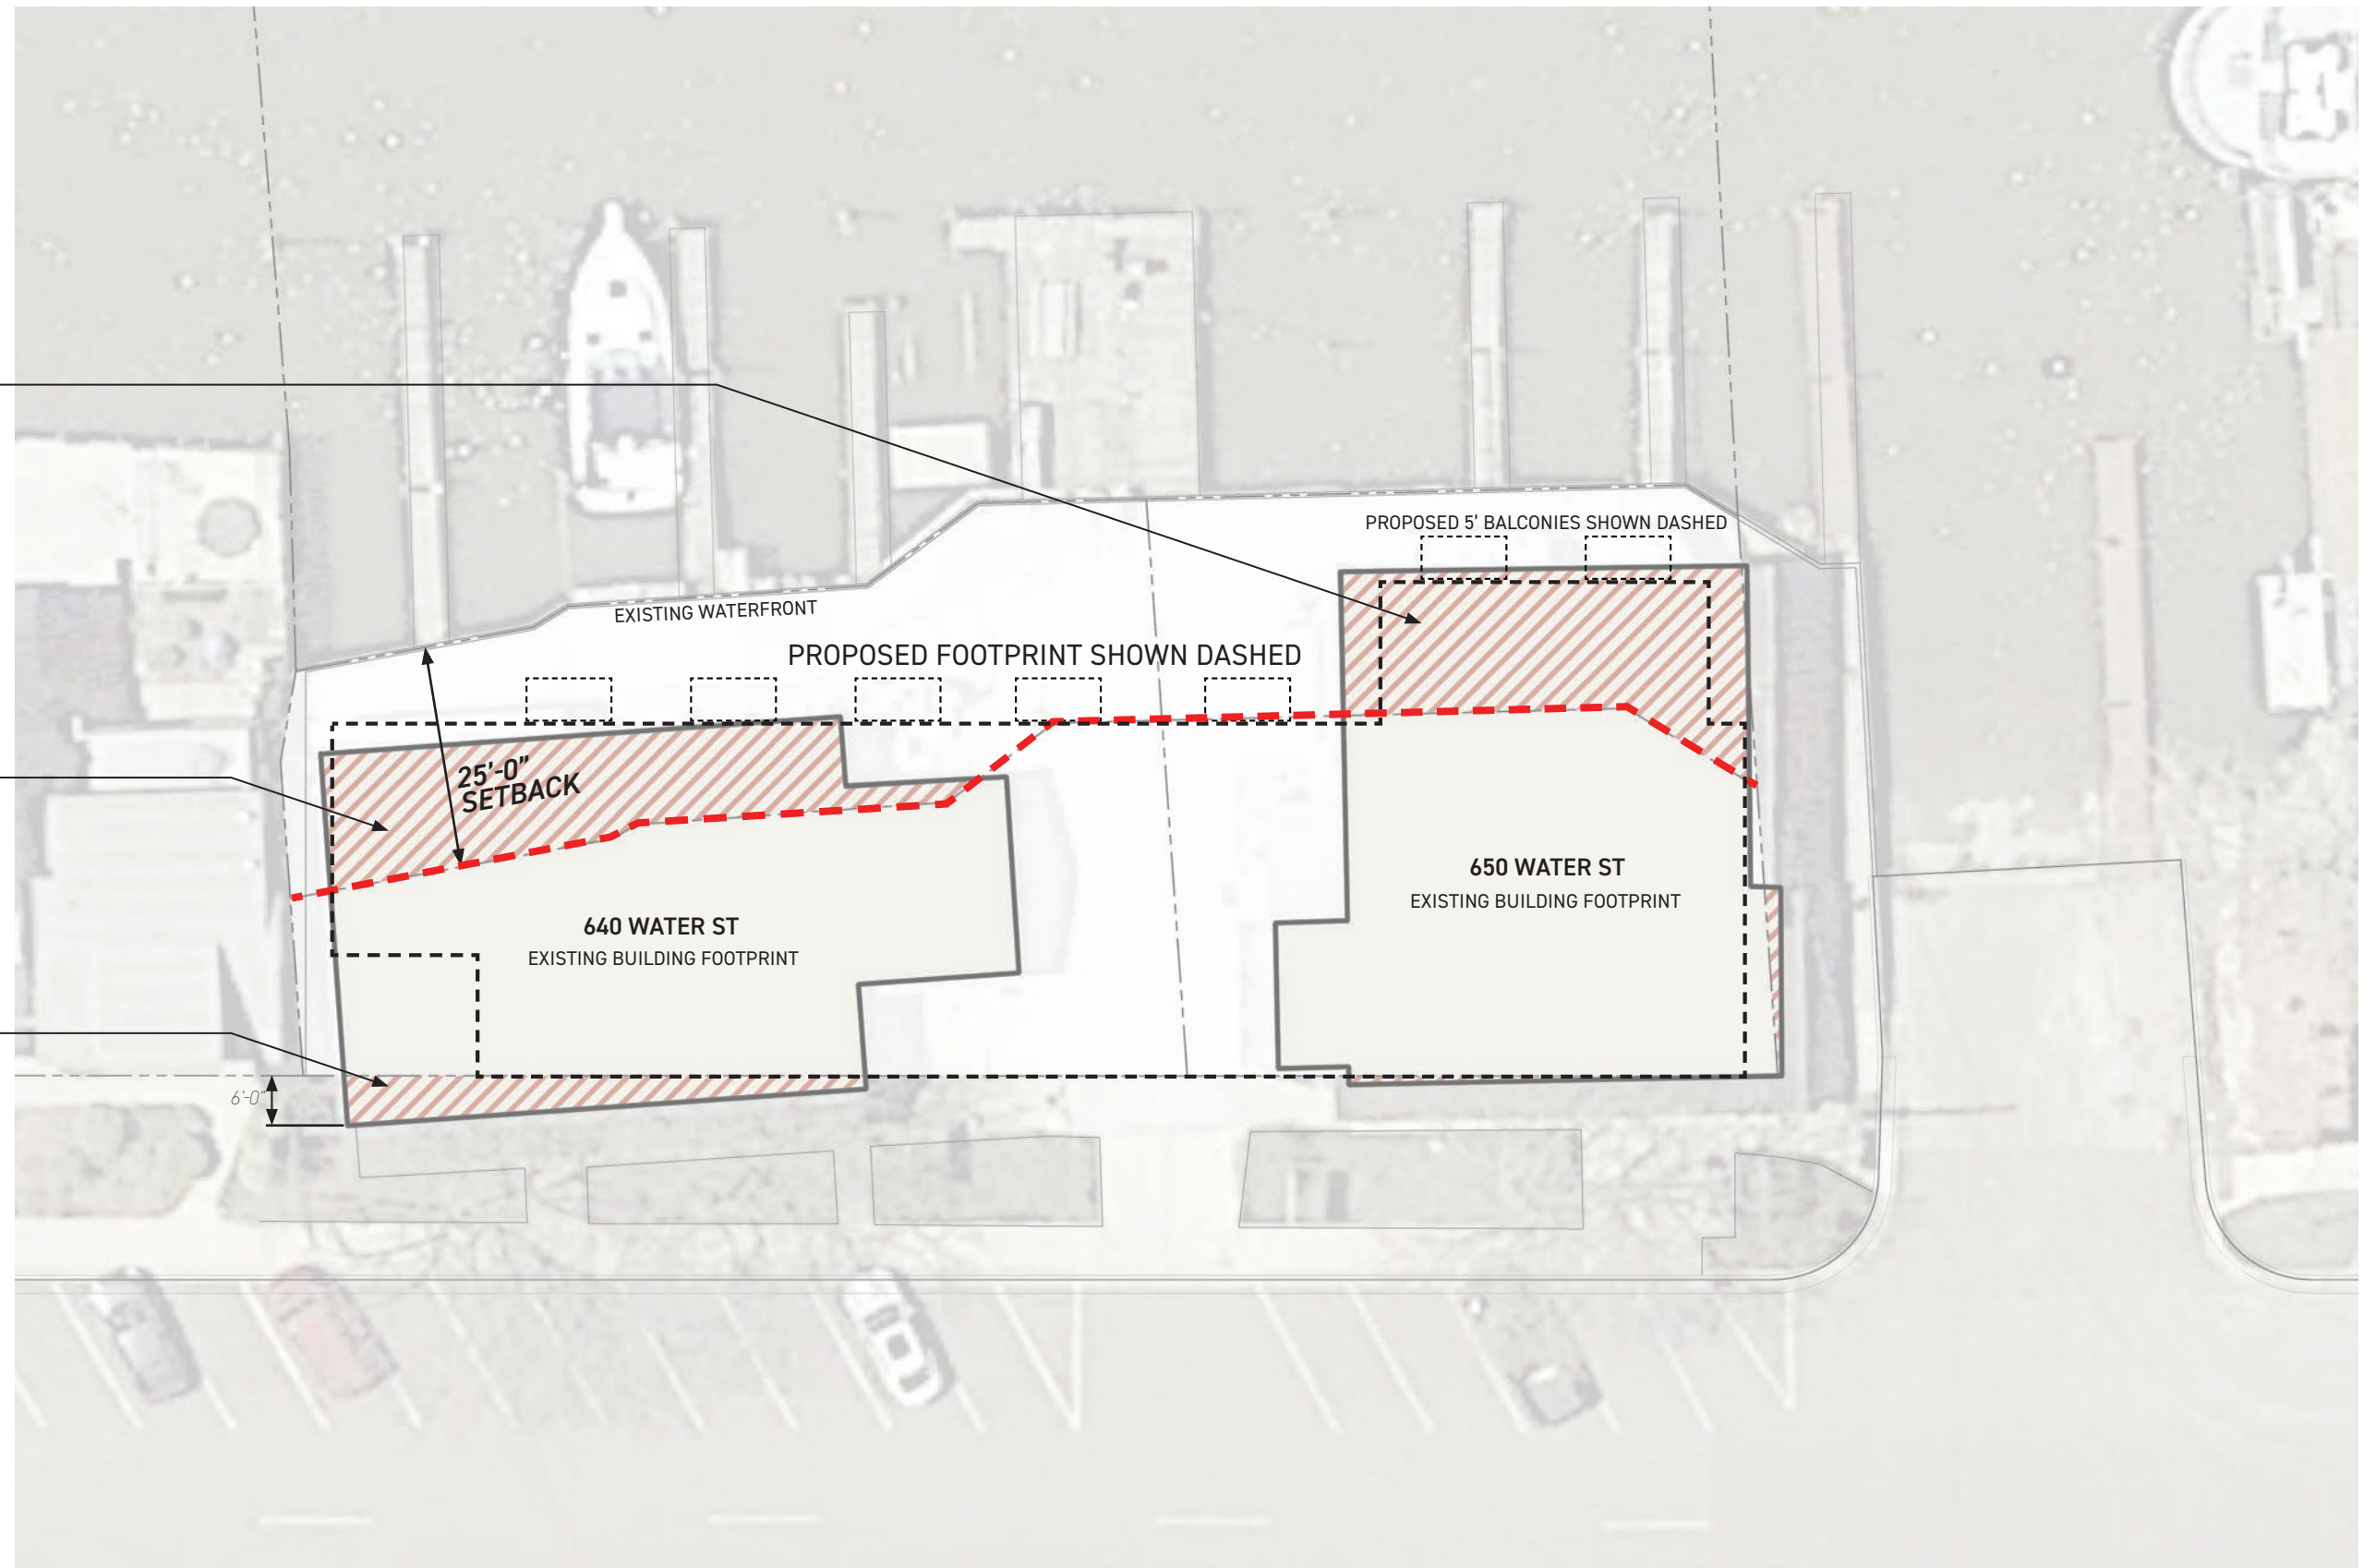 PROPOSED 5’ BALCONIES SHOWN DASHED
EXISTING WATERFRONT
PROPOSED FOOTPRINT SHOWN DASHED
25’-0”
SETBACK
650 WATER ST
EXISTING BUILDING FOOTPRINT
640 WATER ST
EXISTING BUILDING FOOTPRINT
6’-0”